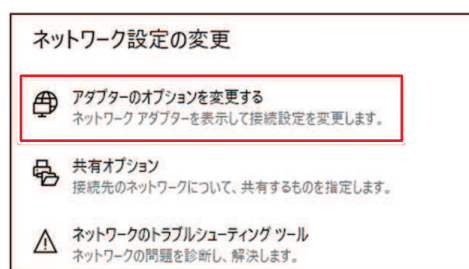 ネットワーク設定の変更
アダプターのオプションを変更する
ネットワーク アダプターを表示して接続設定を変更します。
共有オプション
接続先のネットワークについて、共有するものを指定します。
ネットワークのトラブルシューティング ツール
ネットワークの問題を診断し、解決します。